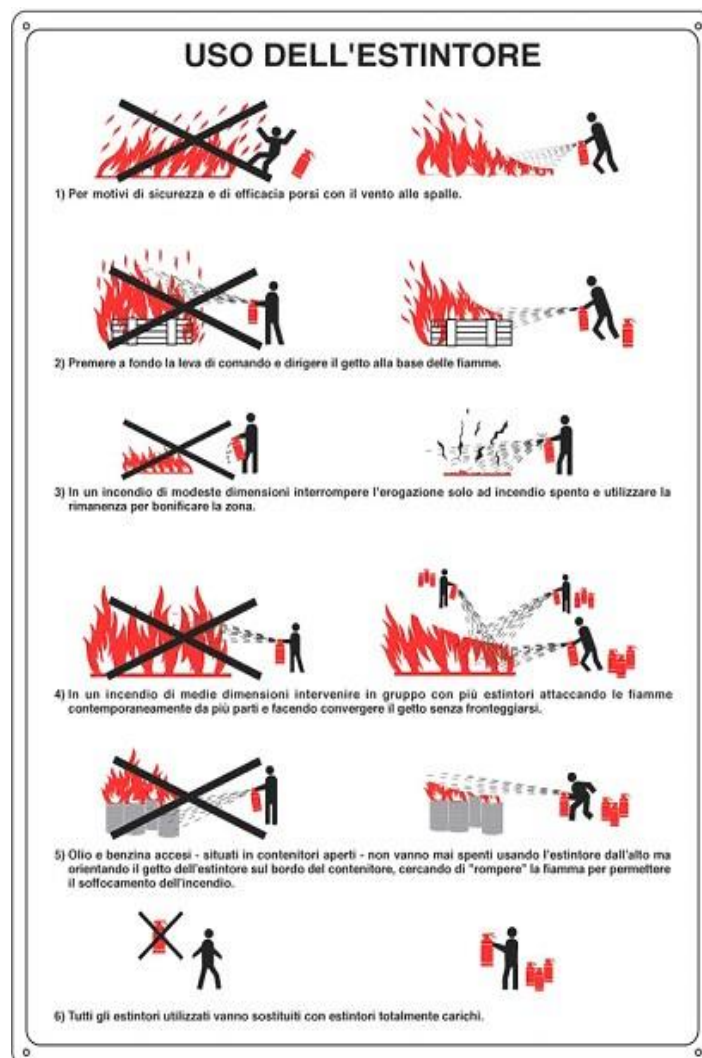 USO DELL'ESTINTORE
1) Per motivi di sicurezza e di efficacia porsi con il vento alle spalle.
2) Premere a fondo la leva di comando e dirigere il getto alla base delle fiamme.
3) In un incendio di modeste dimensioni interrompere l'erogazione solo ad incendio spento e utilizzare la
rimanenza per bonificare la zona.
4) In un incendio di medie dimensioni intervenire in gruppo con più estintori attaccando le fiamme
contemporaneamente da più parti e facendo convergere il getto senza fronteggiarsi.
5) Olio e benzina accesi - situati in contenitori aperti - non vanno mai spenti usando l'estintore dall'alto ma
orientando il getto dell'estintore sul bordo del contenitore, cercando di "rompere" la fiamma per permettere
il soffocamento dell'incendio.
6) Tutti gli estintori utilizzati vanno sostituiti con estintori totalmente carichi.